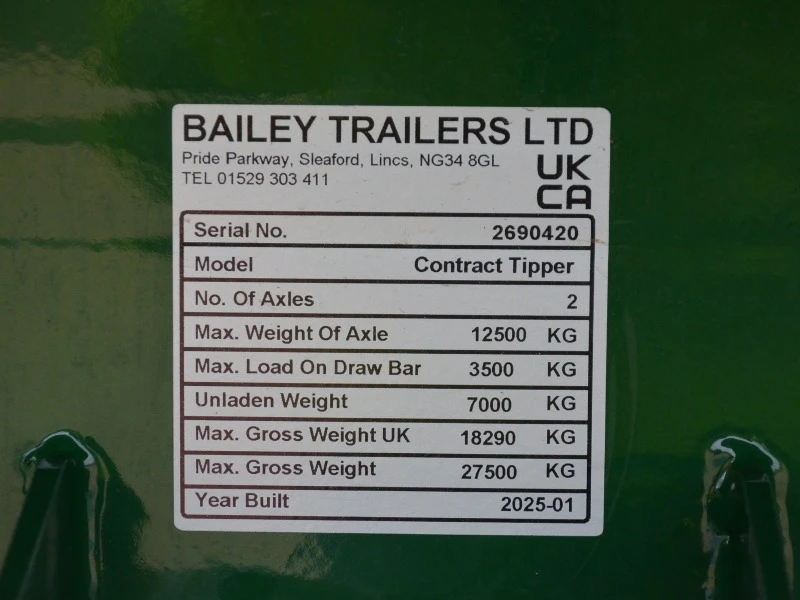 BAILEY TRAILERS LTD
Pride Parkway, Sleaford, Lincs, NG34 8GL
TEL 01529 303 411
UK
CA
Serial No. 2690420
Model Contract Tipper
No. Of Axles 2
Max. Weight Of Axle 12500 KG
Max. Load On Draw Bar 3500 KG
Unladen Weight 7000 KG
Max. Gross Weight UK 18290 KG
Max. Gross Weight 27500 KG
Year Built 2025-01